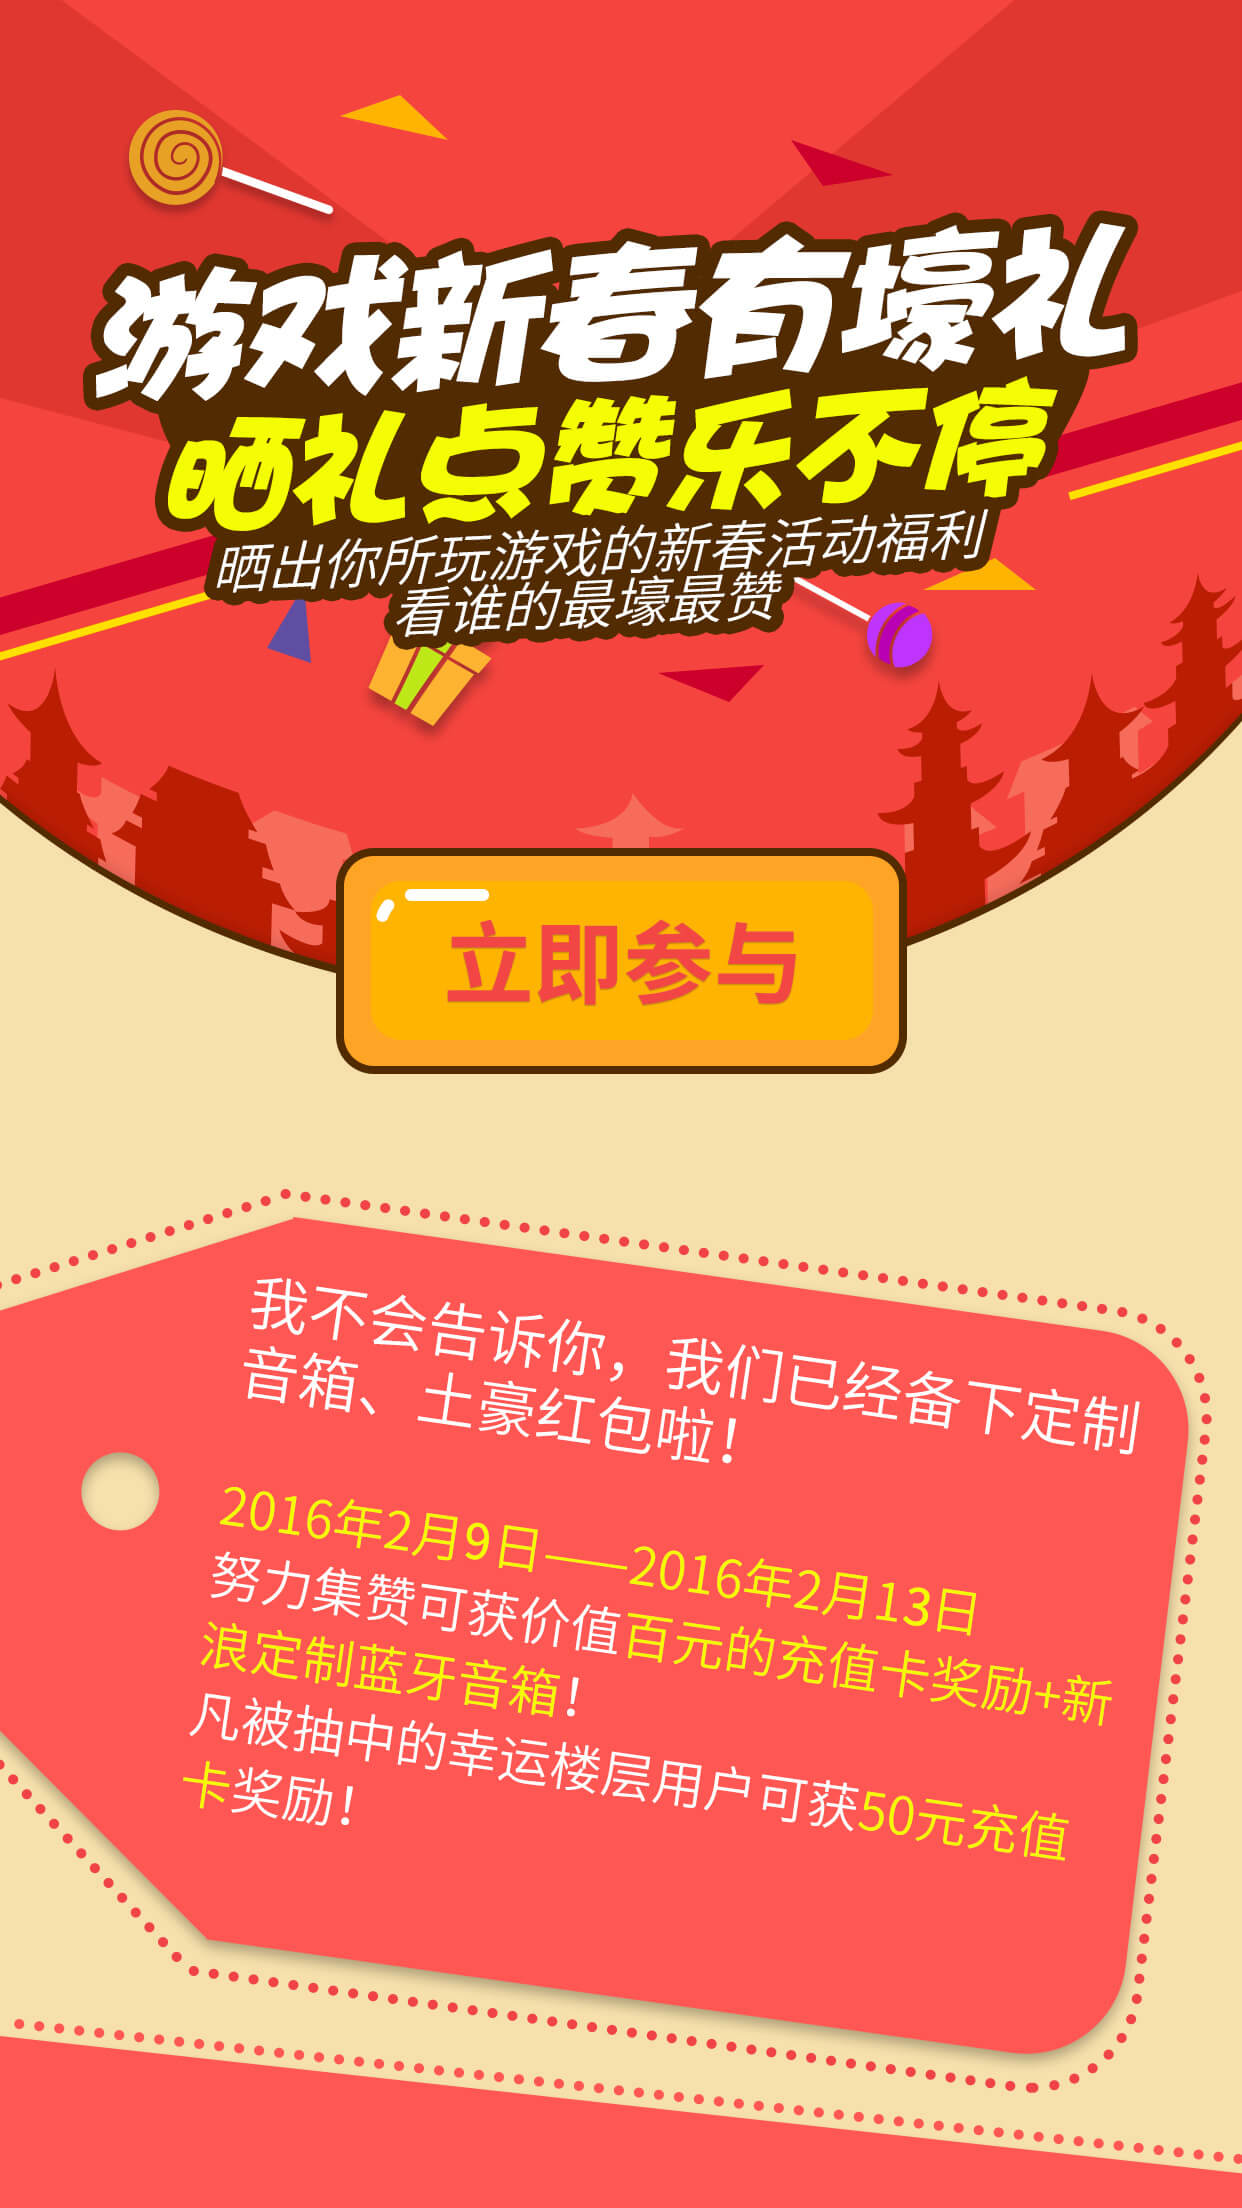 游戏新春有壕礼
晒礼点赞乐不停
晒出你所玩游戏的新春活动福利
看谁的最壕最赞
立即参与
我不会告诉你，我们已经备下定制
音箱、土豪红包啦！
2016年2月9日——2016年2月13日
努力集赞可获价值百元的充值卡奖励+新
浪定制蓝牙音箱！
凡被抽中的幸运楼层用户可获50元充值
卡奖励！